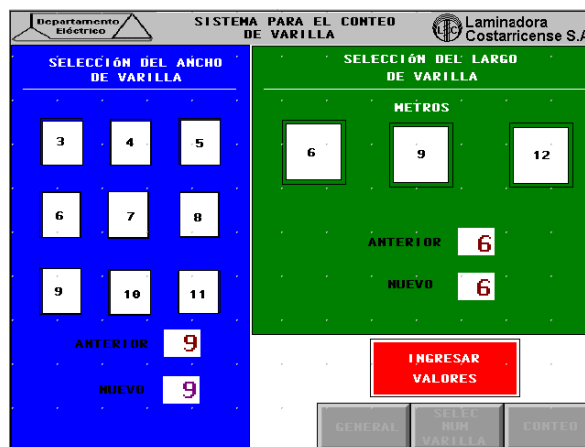 Departamento
Eléctrico
SISTEMA PARA EL CONTEO
DE VARILLA
Laminadora
Costarricense S.A
SELECCIÓN DEL ANCHO
DE VARILLA
3 4 5
6 7 8
9 10 11
ANTERIOR 9
NUEVO 9
SELECCIÓN DEL LARGO
DE VARILLA
METROS
6 9 12
ANTERIOR 6
NUEVO 6
INGRESAR
VALORES
GENERAL
SELEC
NUM
VARILLA
CONTEO